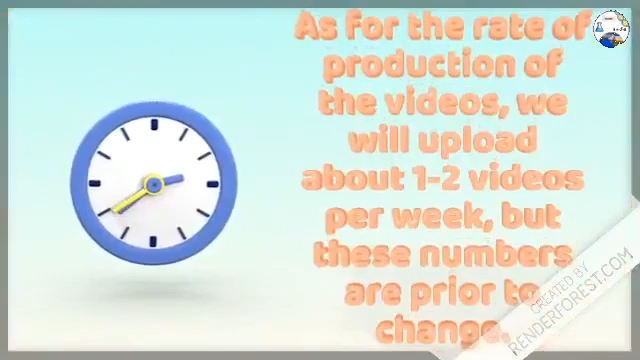 As for the rate of
production of
the videos, we
will upload
about 1-2 videos
per week, but
these numbers
are prior to
change.
CREATED BY
RENDERFOREST.COM